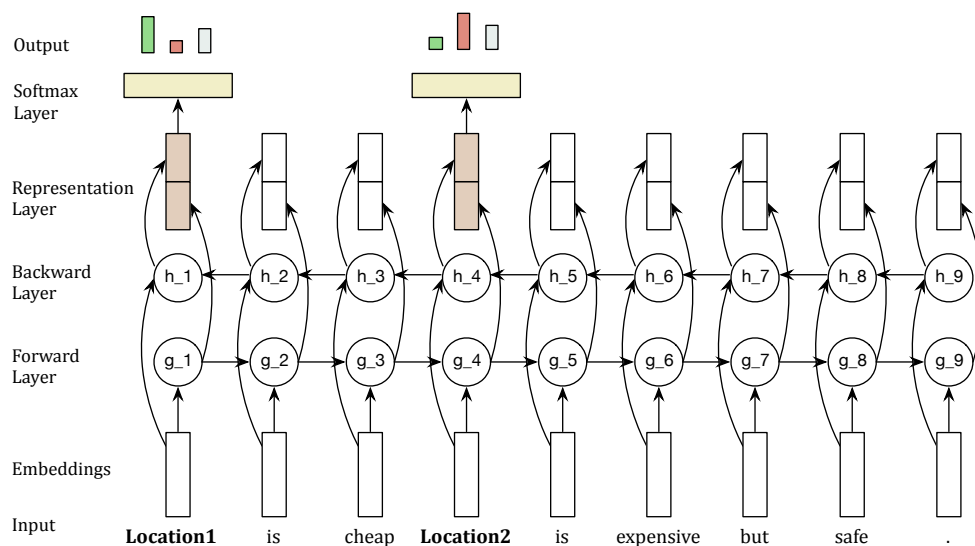 Output
Softmax
Layer
Representation
Layer
Backward
Layer
h_1 h_2 h_3 h_4 h_5 h_6 h_7 h_8 h_9
Forward
Layer
g_1 g_2 g_3 g_4 g_5 g_6 g_7 g_8 g_9
Embeddings
Input
Location1 is cheap Location2 is expensive but safe .